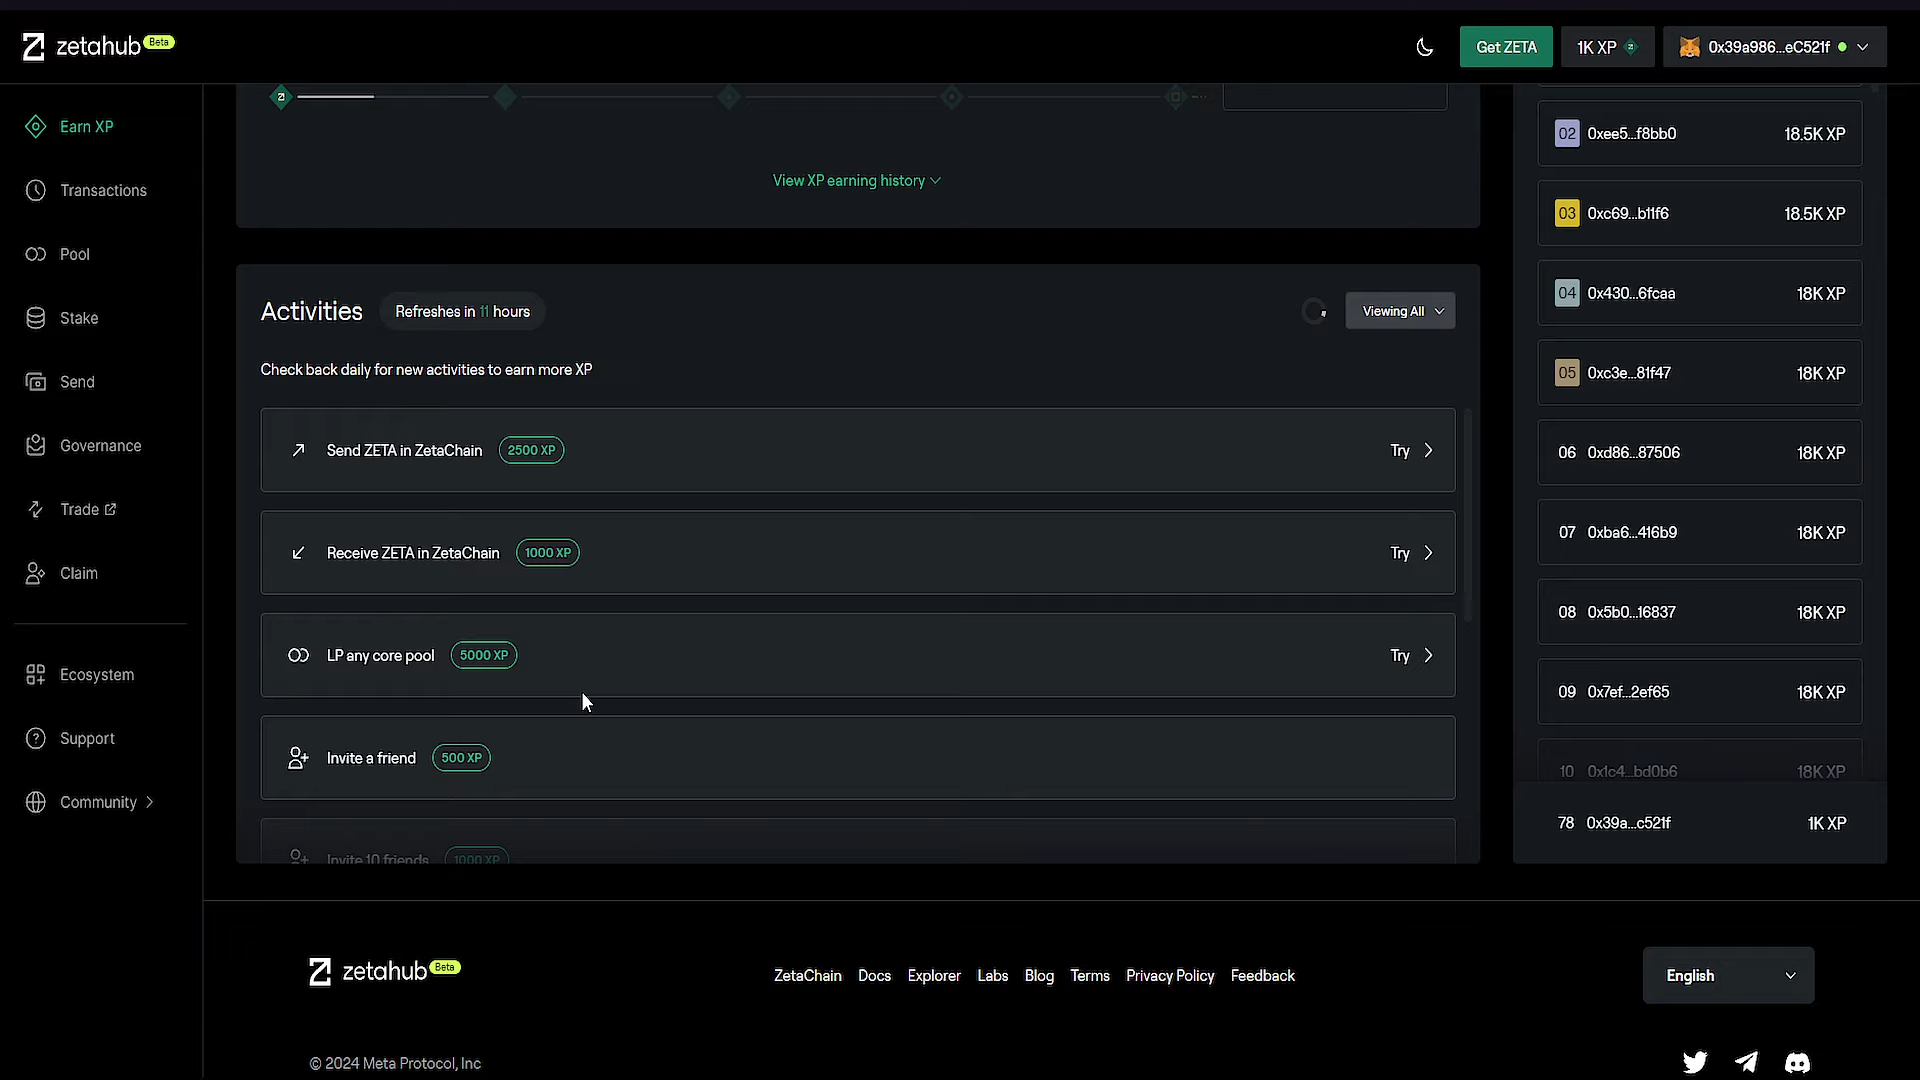 zetahub Beta
Get ZETA
1K XP
0x39a986...eC521f
Earn XP
Transactions
Pool
Stake
Send
Governance
Trade
Claim
Ecosystem
Support
Community
View XP earning history
Activities
Refreshes in 11 hours
Viewing All
Check back daily for new activities to earn more XP
Send ZETA in ZetaChain 2500 XP Try
Receive ZETA in ZetaChain 1000 XP Try
LP any core pool 5000 XP Try
Invite a friend 500 XP
Invite 10 friends 1000 XP
02 0xee5...f8bb0 18.5K XP
03 0xc69...b11f6 18.5K XP
04 0x430...6fcaa 18K XP
05 0xc3e...81f47 18K XP
06 0xd86...87506 18K XP
07 0xba6...416b9 18K XP
08 0x5b0...16837 18K XP
09 0x7ef...2ef65 18K XP
10 0x1c4...bd0b6 18K XP
78 0x39a...c521f 1K XP
zetahub Beta
ZetaChain Docs Explorer Labs Blog Terms Privacy Policy Feedback
English
© 2024 Meta Protocol, Inc